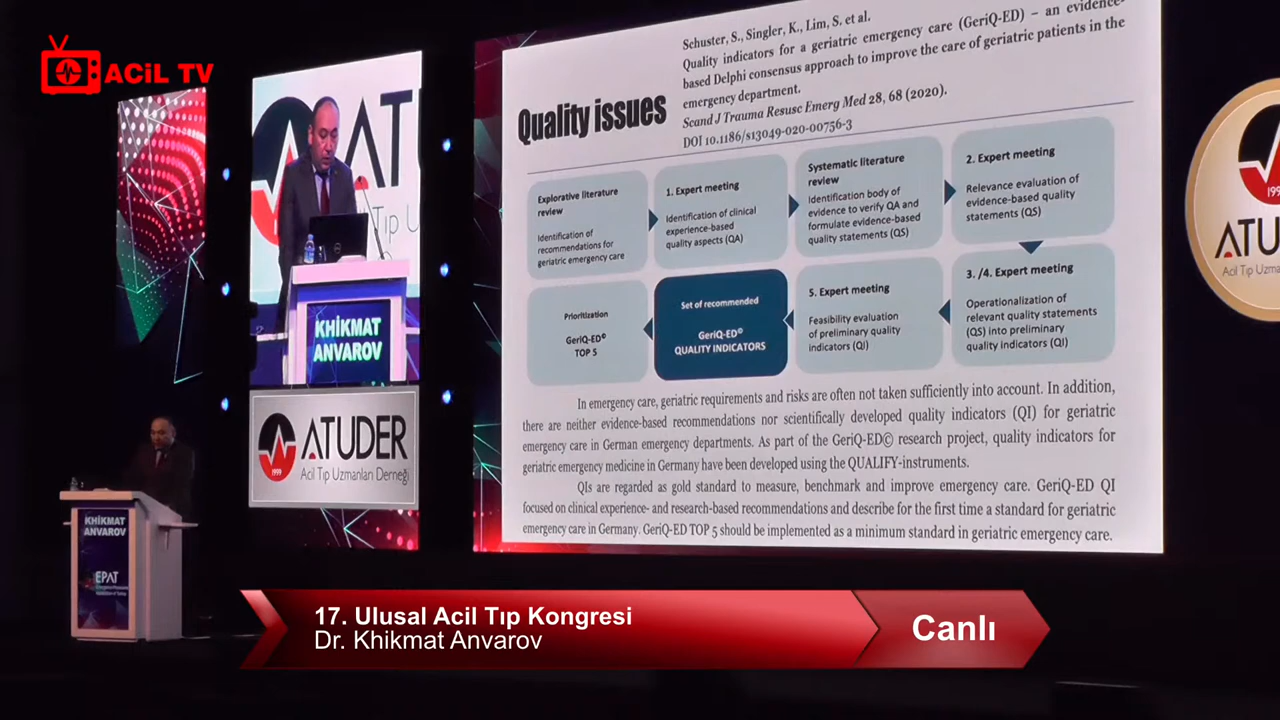 ACİL TV
Schuster, S., Singler, K., Lim, S. et al.
Quality indicators for a geriatric emergency care (GeriQ-ED) – an evidence-
based Delphi consensus approach to improve the care of geriatric patients in the
emergency department.
Scand J Trauma Resusc Emerg Med 28, 68 (2020).
DOI 10.1186/s13049-020-00756-3
Quality issues
Explorative literature
review
Identification of
recommendations for
geriatric emergency care
1. Expert meeting
Identification of clinical
experience-based
quality aspects (QA)
Systematic literature
review
Identification body of
evidence to verify QA and
formulate evidence-based
quality statements (QS)
2. Expert meeting
Relevance evaluation of
evidence-based quality
statements (QS)
3. /4. Expert meeting
Operationalization of
relevant quality statements
(QS) into preliminary
quality indicators (QI)
5. Expert meeting
Feasibility evaluation
of preliminary quality
indicators (QI)
Set of recommended
GeriQ-ED©
QUALITY INDICATORS
Prioritization
GeriQ-ED©
TOP 5
In emergency care, geriatric requirements and risks are often not taken sufficiently into account. In addition,
there are neither evidence-based recommendations nor scientifically developed quality indicators (QI) for geriatric
emergency care in German emergency departments. As part of the GeriQ-ED© research project, quality indicators for
geriatric emergency medicine in Germany have been developed using the QUALIFY-instruments.
QIs are regarded as gold standard to measure, benchmark and improve emergency care. GeriQ-ED QI
focused on clinical experience- and research-based recommendations and describe for the first time a standard for geriatric
emergency care in Germany. GeriQ-ED TOP 5 should be implemented as a minimum standard in geriatric emergency care.
ATU
Tıp U
KHİKMAT
ANVAROV
1999
ATUDER
Acil Tıp Uzmanları Derneği
KHİKMAT
ANVAROV
EPAT
199
ATUD
Acil Tıp Uzma
17. Ulusal Acil Tıp Kongresi
Dr. Khikmat Anvarov
Canlı